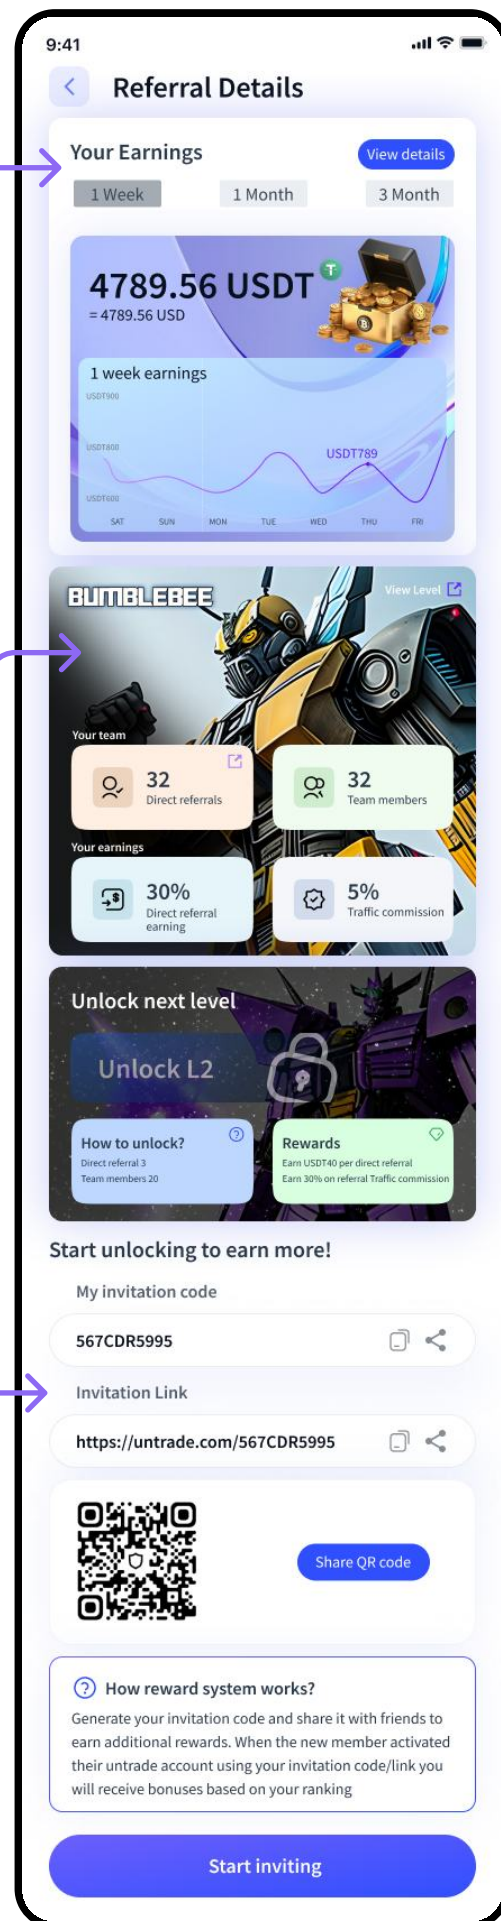 9:41
Referral Details
Your Earnings
View details
1 Week
1 Month
3 Month
4789.56 USDT
= 4789.56 USD
1 week earnings
USDT900
USDT800
USDT789
USDT600
SAT SUN MON TUE WED THU FRI
BUMBLEBEE
View Level
Your team
32
Direct referrals
32
Team members
Your earnings
30%
Direct referral
earning
5%
Traffic commission
Unlock next level
Unlock L2
How to unlock?
Direct referral 3
Team members 20
Rewards
Earn USDT40 per direct referral
Earn 30% on referral Traffic commission
Start unlocking to earn more!
My invitation code
567CDR5995
Invitation Link
https://untrade.com/567CDR5995
Share QR code
How reward system works?
Generate your invitation code and share it with friends to
earn additional rewards. When the new member activated
their untrade account using your invitation code/link you
will receive bonuses based on your ranking
Start inviting